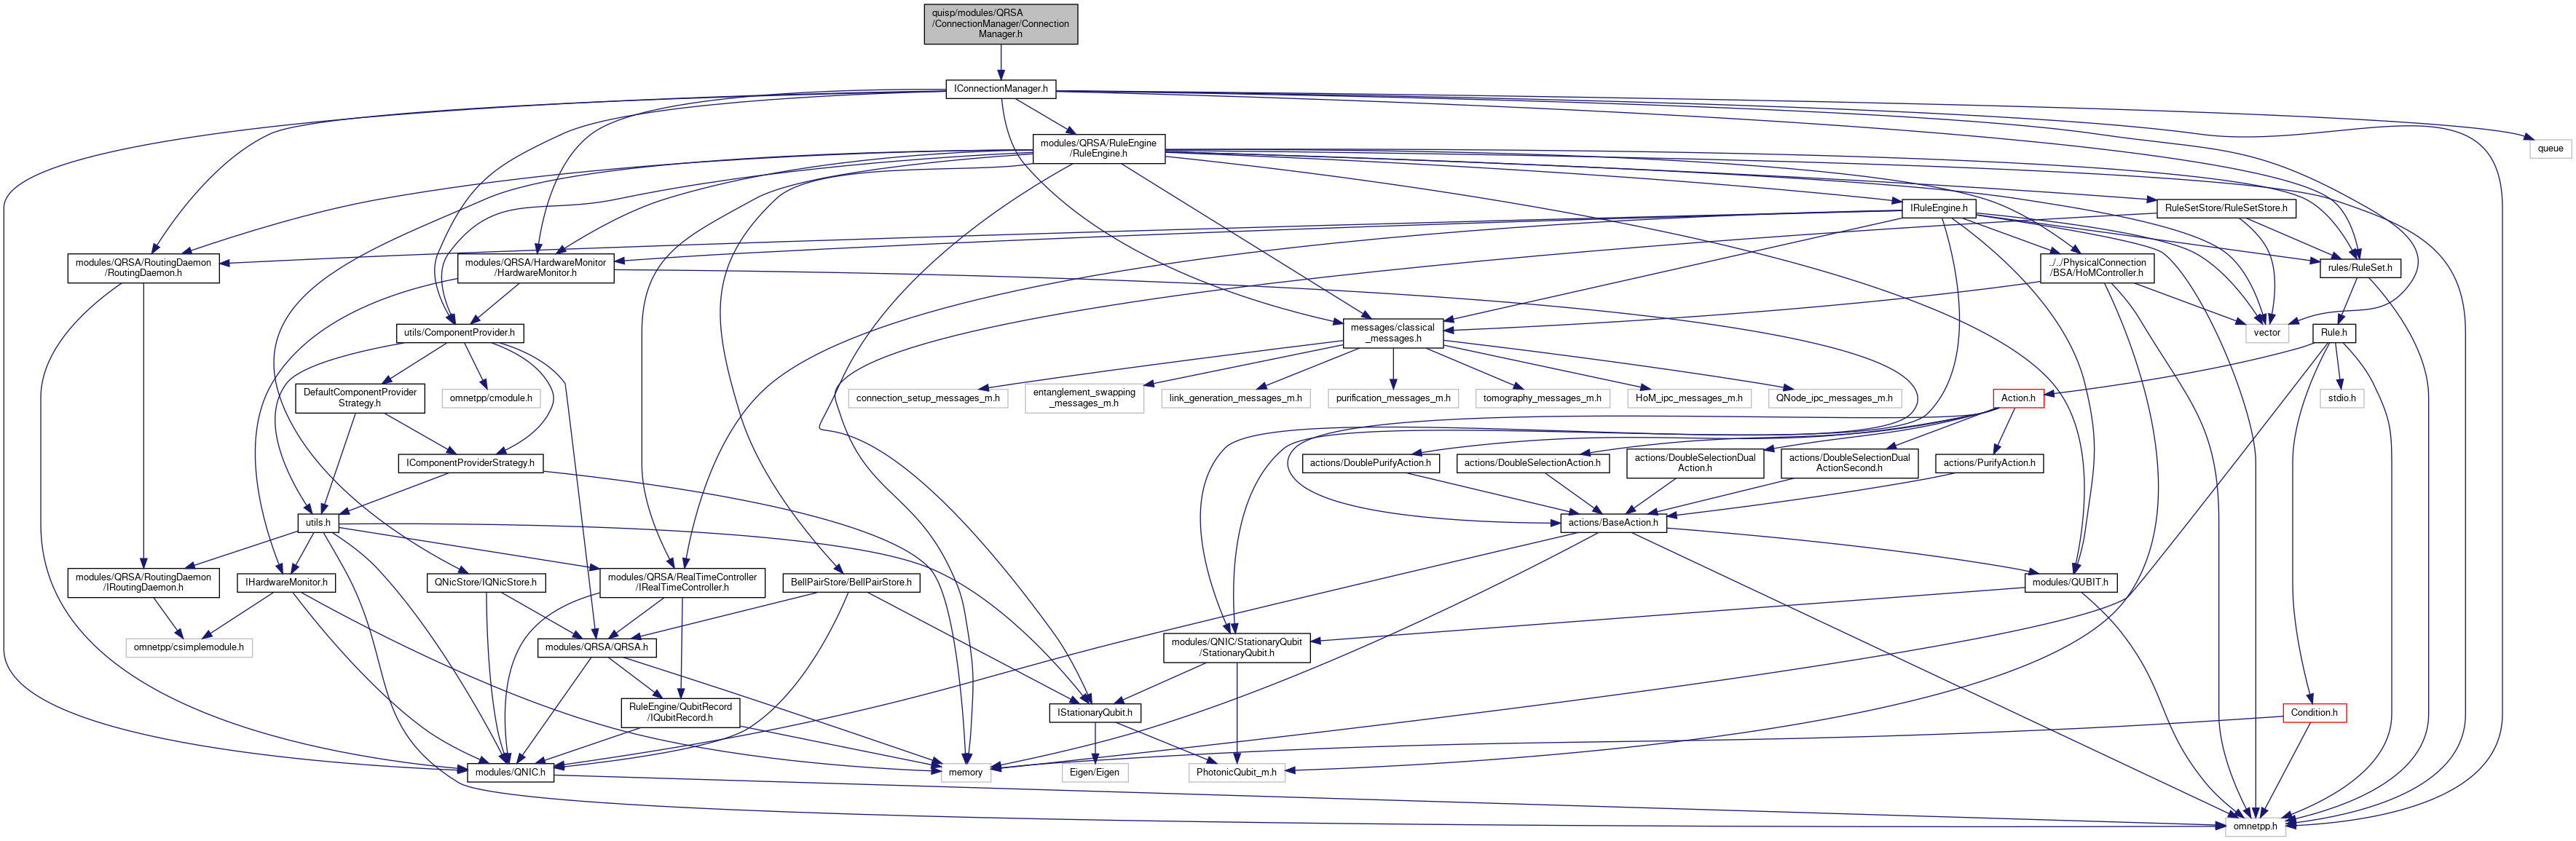 quisp/modules/QRSA
/ConnectionManager/Connection
Manager.h
IConnectionManager.h
modules/QRSA/RuleEngine
/RuleEngine.h
queue
IRuleEngine.h
RuleSetStore/RuleSetStore.h
modules/QRSA/RoutingDaemon
/RoutingDaemon.h
modules/QRSA/HardwareMonitor
/HardwareMonitor.h
../../PhysicalConnection
/BSA/HoMController.h
rules/RuleSet.h
utils/ComponentProvider.h
messages/classical
_messages.h
vector
Rule.h
DefaultComponentProvider
Strategy.h
omnetpp/cmodule.h
connection_setup_messages_m.h
entanglement_swapping
_messages_m.h
link_generation_messages_m.h
purification_messages_m.h
tomography_messages_m.h
HoM_ipc_messages_m.h
QNode_ipc_messages_m.h
Action.h
stdio.h
IComponentProviderStrategy.h
actions/DoublePurifyAction.h
actions/DoubleSelectionAction.h
actions/DoubleSelectionDual
Action.h
actions/DoubleSelectionDual
ActionSecond.h
actions/PurifyAction.h
utils.h
actions/BaseAction.h
modules/QRSA/RoutingDaemon
/IRoutingDaemon.h
IHardwareMonitor.h
QNicStore/IQNicStore.h
modules/QRSA/RealTimeController
/IRealTimeController.h
BellPairStore/BellPairStore.h
modules/QUBIT.h
omnetpp/csimplemodule.h
modules/QRSA/QRSA.h
modules/QNIC/StationaryQubit
/StationaryQubit.h
RuleEngine/QubitRecord
/IQubitRecord.h
IStationaryQubit.h
Condition.h
modules/QNIC.h
memory
Eigen/Eigen
PhotonicQubit_m.h
omnetpp.h